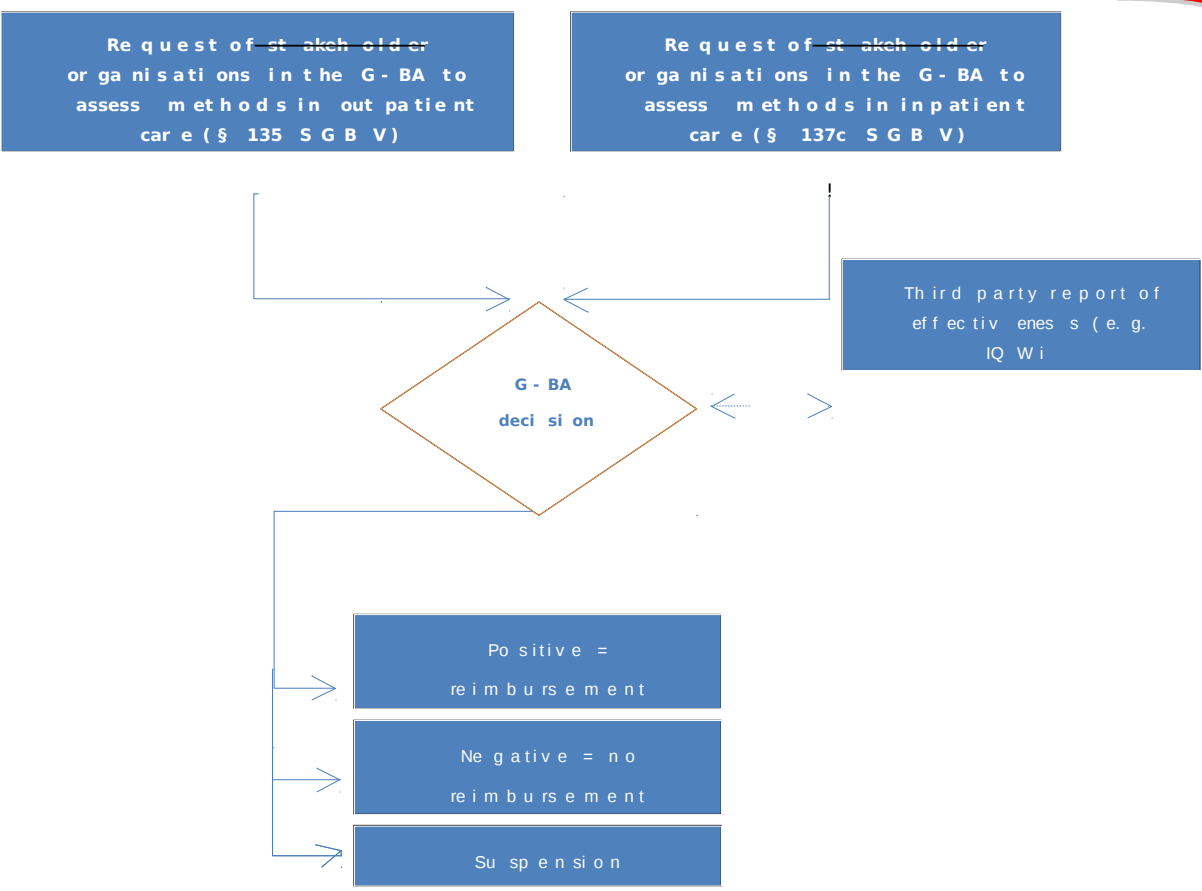 Request of stakeholder
organisations in the G-BA to
assess methods in outpatient
care (§ 135 SGB V)
Request of stakeholder
organisations in the G-BA to
assess methods in inpatient
care (§ 137c SGB V)
!
Third party report of
effectiveness (e.g.
IQWi
G-BA
decision
Positive =
reimbursement
Negative = no
reimbursement
Suspension